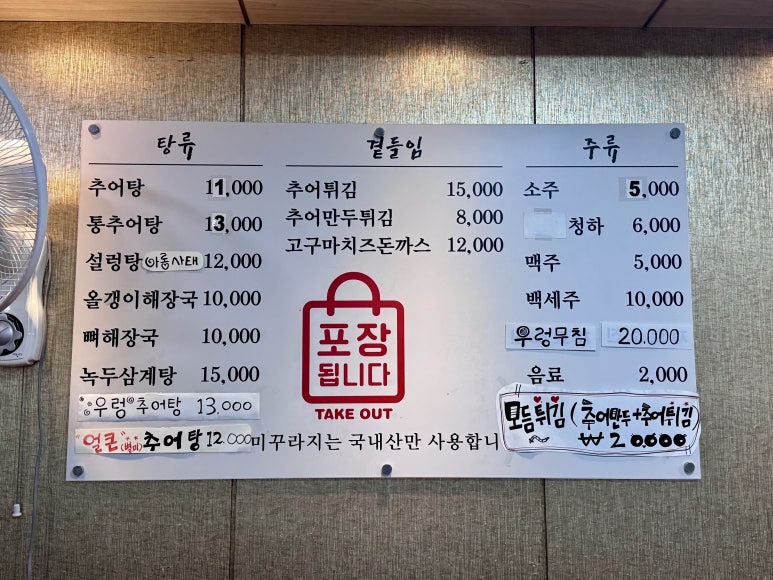 탕류
추어탕 11,000
통추어탕 13,000
설렁탕 아롱사태 12,000
올갱이해장국 10,000
뼈해장국 10,000
녹두삼계탕 15,000
우렁추어탕 13.000
"얼큰"(별미)추어탕 12.000
곁들임
추어튀김 15,000
추어만두튀김 8,000
고구마치즈돈까스 12,000
포장
됩니다
TAKE OUT
미꾸라지는 국내산만 사용합니
주류
소주 5,000
청하 6,000
맥주 5,000
백세주 10,000
우렁무침 20.000
음료 2,000
모듬튀김 (추어만두+추어튀김)
₩20.000